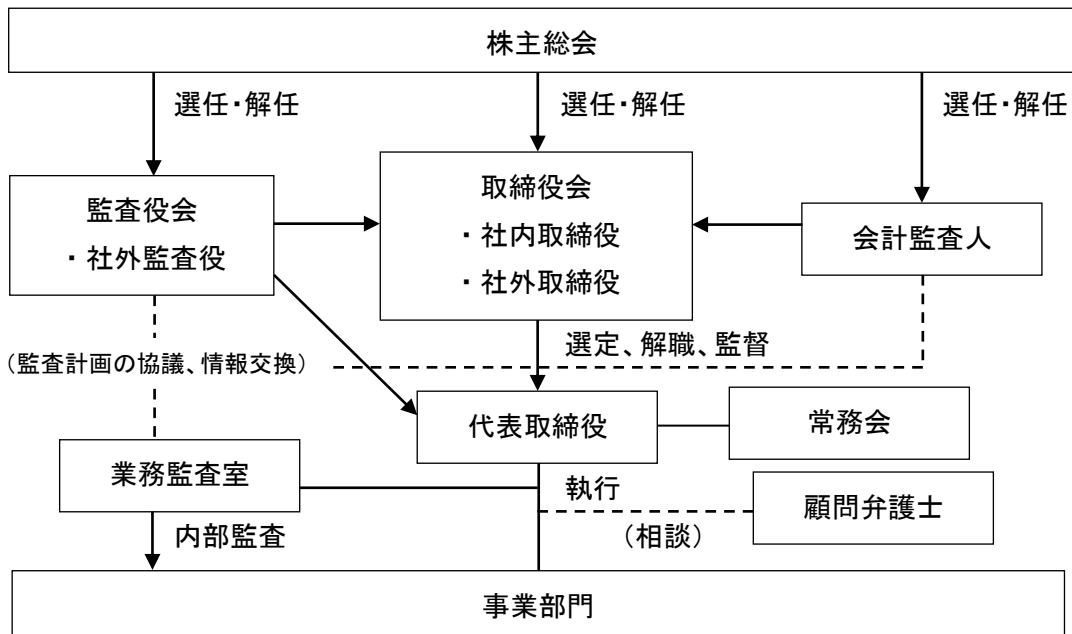 株主総会
選任・解任
選任・解任
選任・解任
監査役会
・社外監査役
取締役会
・社内取締役
・社外取締役
会計監査人
選定、解職、監督
(監査計画の協議、情報交換)
代表取締役
常務会
業務監査室
執行
顧問弁護士
内部監査
(相談)
事業部門